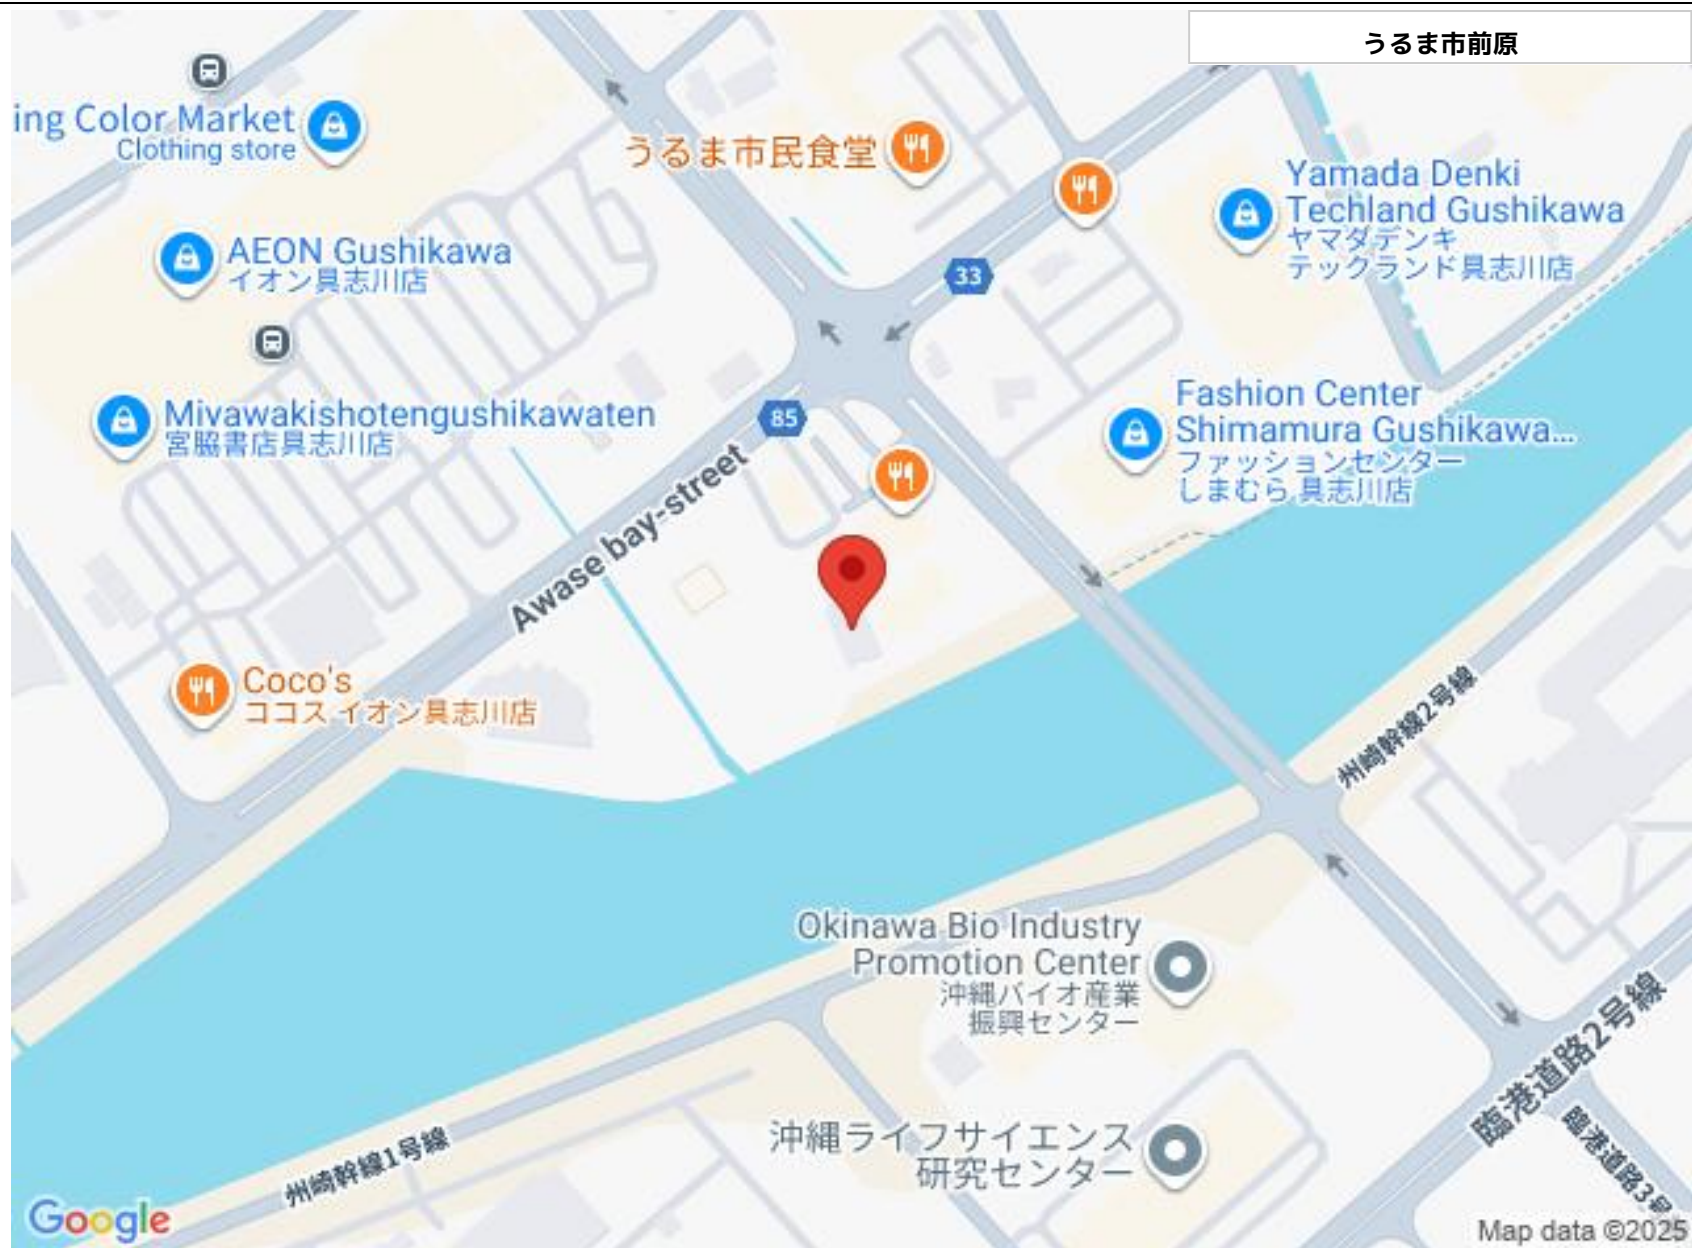 うるま市前原
ing Color Market
Clothing store
うるま市民食堂
Yamada Denki
Techland Gushikawa
ヤマダデンキ
テックランド具志川店
AEON Gushikawa
イオン具志川店
33
Miyawakishotengushikawaten
宮脇書店具志川店
85
Fashion Center
Shimamura Gushikawa...
ファッションセンター
しまむら 具志川店
Awase bay-street
Coco's
ココス イオン具志川店
州崎幹線2号線
Okinawa Bio Industry
Promotion Center
沖縄バイオ産業
振興センター
臨港道路2号線
臨港道路3号
沖縄ライフサイエンス
研究センター
州崎幹線1号線
Google
Map data ©2025